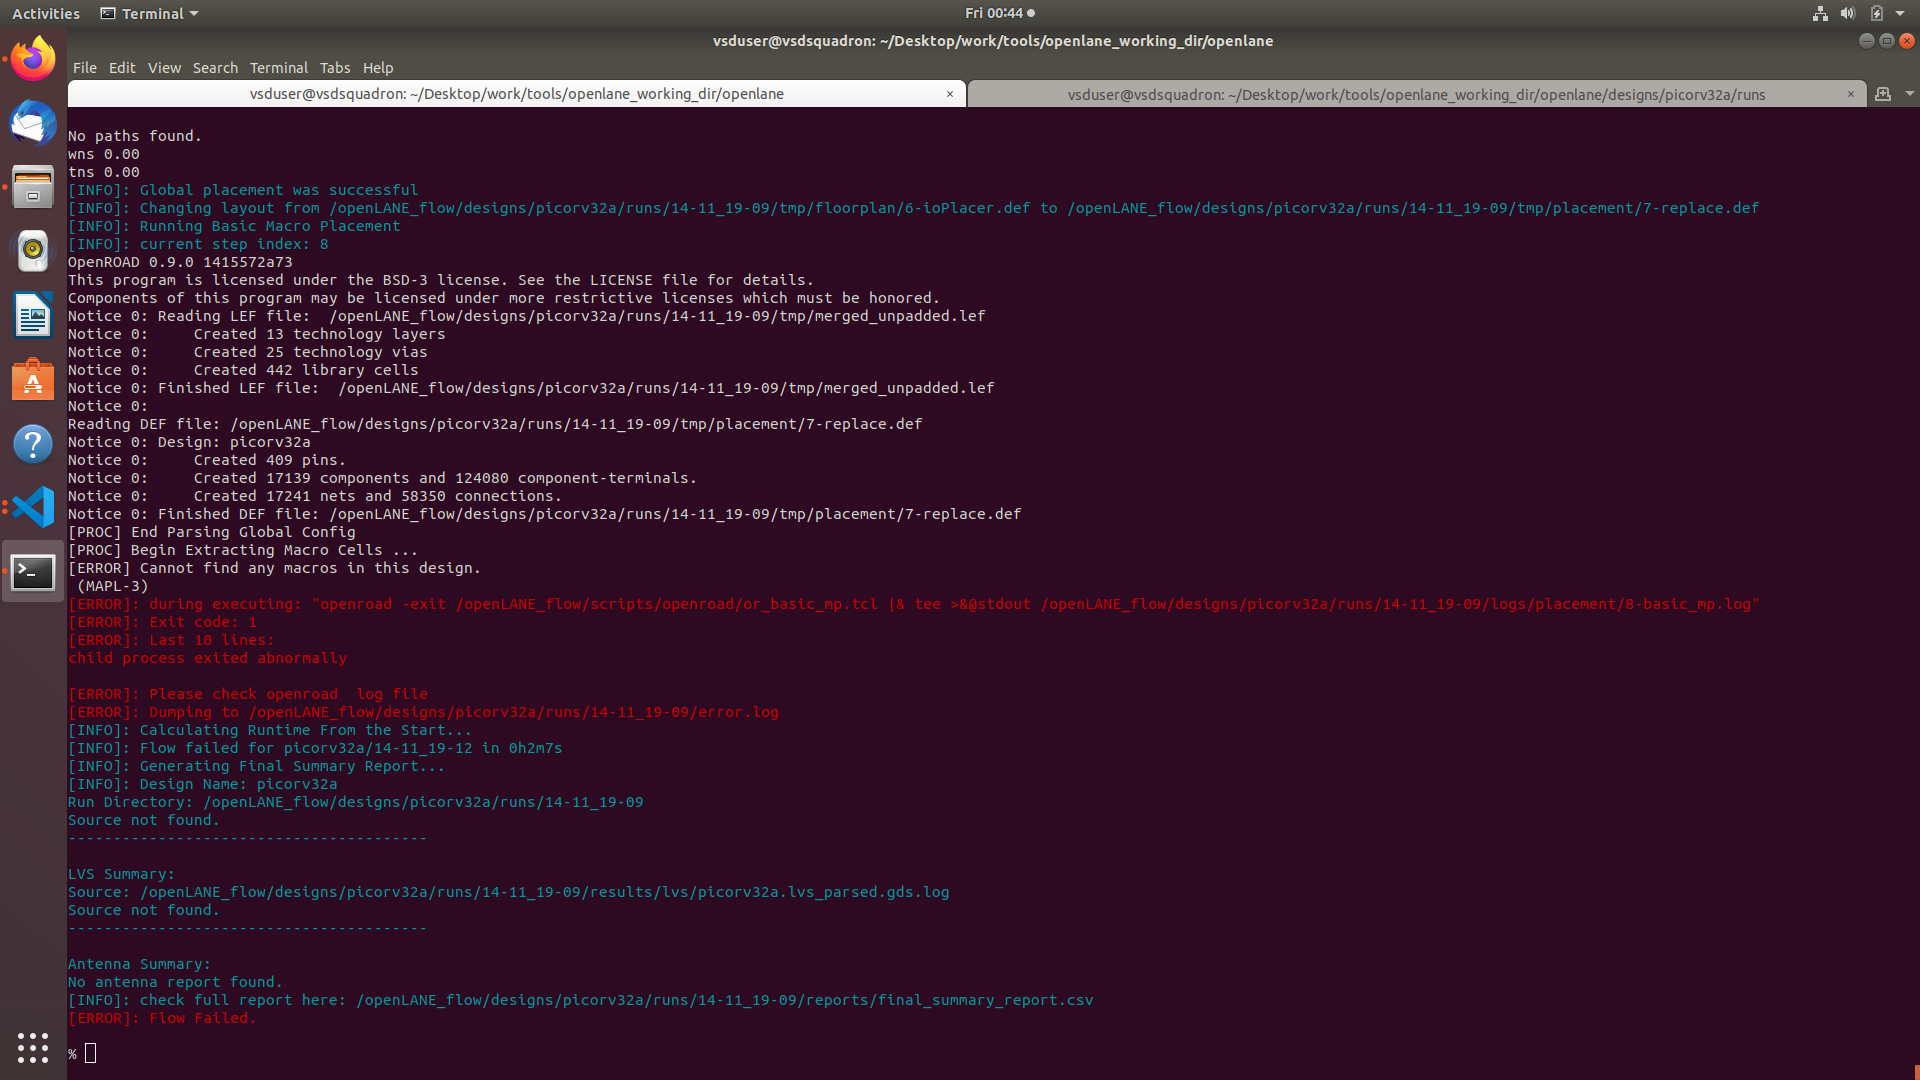 Activities
Terminal
Fri 00:44
vsduser@vsdsquadron: ~/Desktop/work/tools/openlane_working_dir/openlane
File Edit View Search Terminal Tabs Help
vsduser@vsdsquadron: ~/Desktop/work/tools/openlane_working_dir/openlane ×
vsduser@vsdsquadron: ~/Desktop/work/tools/openlane_working_dir/openlane/designs/picorv32a/runs ×
No paths found.
wns 0.00
tns 0.00
[INFO]: Global placement was successful
[INFO]: Changing layout from /openLANE_flow/designs/picorv32a/runs/14-11_19-09/tmp/floorplan/6-ioPlacer.def to /openLANE_flow/designs/picorv32a/runs/14-11_19-09/tmp/placement/7-replace.def
[INFO]: Running Basic Macro Placement
[INFO]: current step index: 8
OpenROAD 0.9.0 1415572a73
This program is licensed under the BSD-3 license. See the LICENSE file for details.
Components of this program may be licensed under more restrictive licenses which must be honored.
Notice 0: Reading LEF file:  /openLANE_flow/designs/picorv32a/runs/14-11_19-09/tmp/merged_unpadded.lef
Notice 0:     Created 13 technology layers
Notice 0:     Created 25 technology vias
Notice 0:     Created 442 library cells
Notice 0: Finished LEF file:  /openLANE_flow/designs/picorv32a/runs/14-11_19-09/tmp/merged_unpadded.lef
Notice 0:
Reading DEF file: /openLANE_flow/designs/picorv32a/runs/14-11_19-09/tmp/placement/7-replace.def
Notice 0: Design: picorv32a
Notice 0:     Created 409 pins.
Notice 0:     Created 17139 components and 124080 component-terminals.
Notice 0:     Created 17241 nets and 58350 connections.
Notice 0: Finished DEF file: /openLANE_flow/designs/picorv32a/runs/14-11_19-09/tmp/placement/7-replace.def
[PROC] End Parsing Global Config
[PROC] Begin Extracting Macro Cells ...
[ERROR] Cannot find any macros in this design.
(MAPL-3)
[ERROR]: during executing: "openroad -exit /openLANE_flow/scripts/openroad/or_basic_mp.tcl |& tee >&@stdout /openLANE_flow/designs/picorv32a/runs/14-11_19-09/logs/placement/8-basic_mp.log"
[ERROR]: Exit code: 1
[ERROR]: Last 10 lines:
child process exited abnormally
[ERROR]: Please check openroad  log file
[ERROR]: Dumping to /openLANE_flow/designs/picorv32a/runs/14-11_19-09/error.log
[INFO]: Calculating Runtime From the Start...
[INFO]: Flow failed for picorv32a/14-11_19-12 in 0h2m7s
[INFO]: Generating Final Summary Report...
[INFO]: Design Name: picorv32a
Run Directory: /openLANE_flow/designs/picorv32a/runs/14-11_19-09
Source not found.
----------------------------------------
LVS Summary:
Source: /openLANE_flow/designs/picorv32a/runs/14-11_19-09/results/lvs/picorv32a.lvs_parsed.gds.log
Source not found.
----------------------------------------
Antenna Summary:
No antenna report found.
[INFO]: check full report here: /openLANE_flow/designs/picorv32a/runs/14-11_19-09/reports/final_summary_report.csv
[ERROR]: Flow Failed.
%